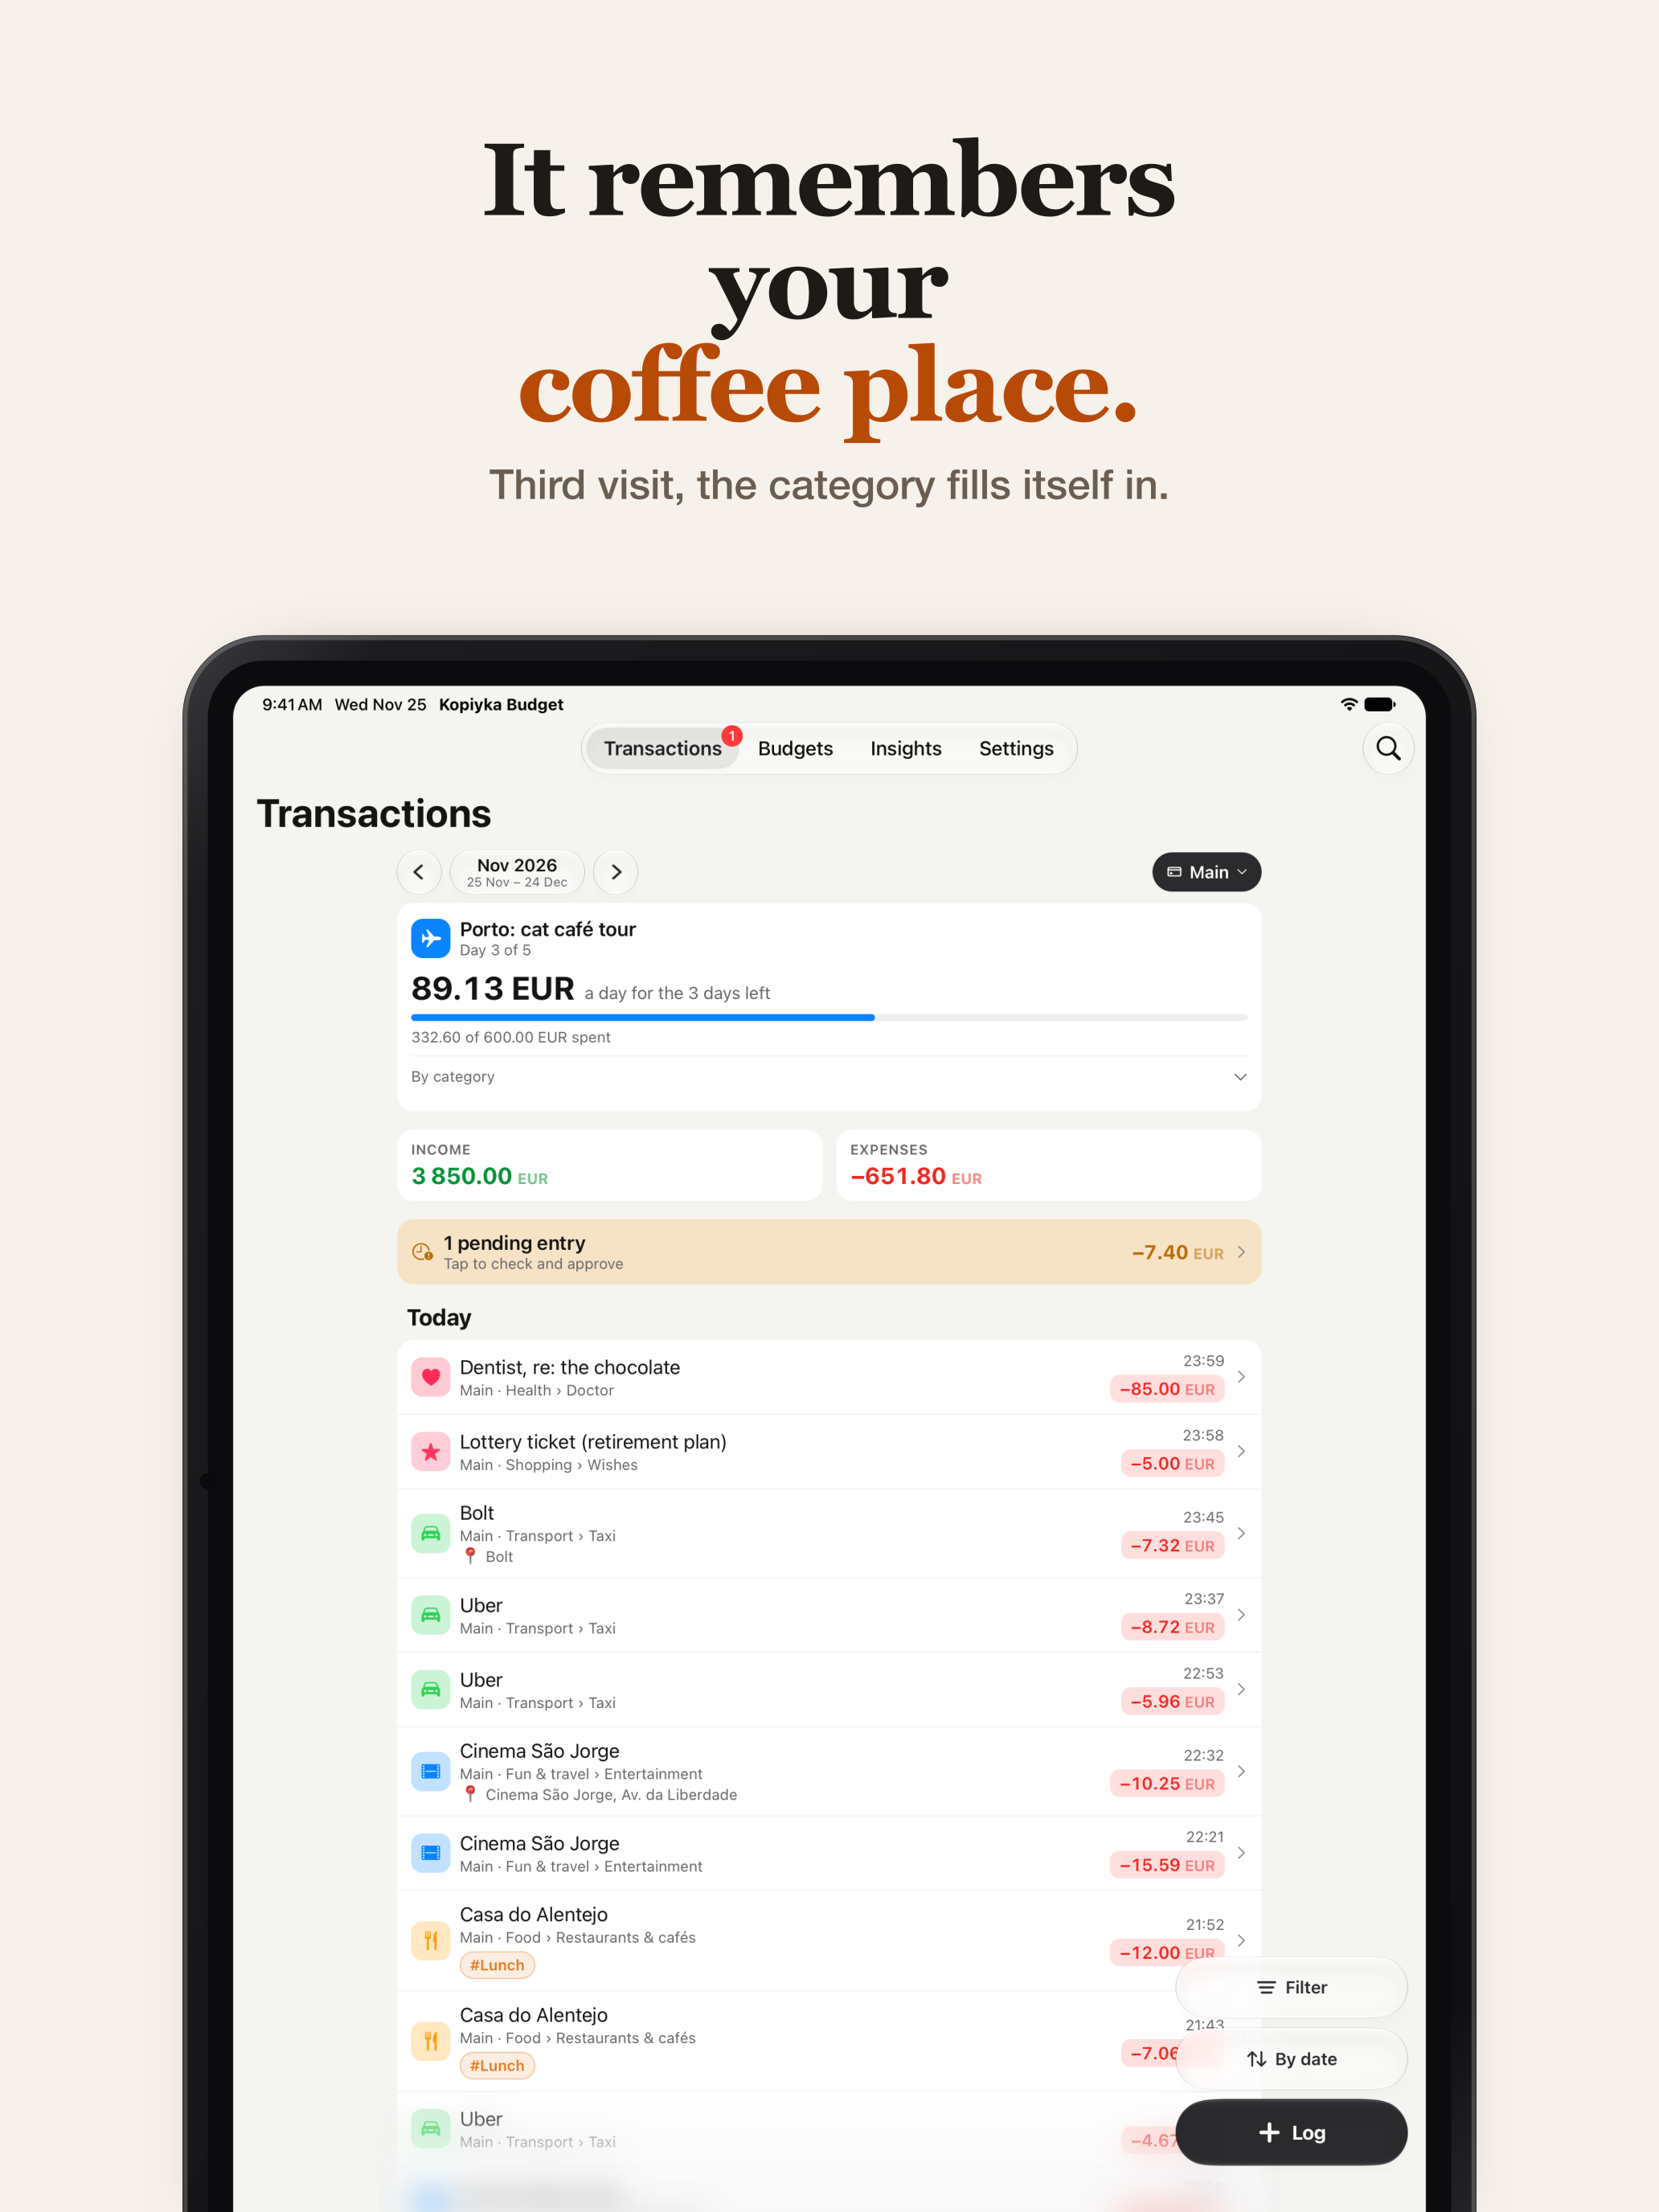 It remembers
your
coffee place.
Third visit, the category fills itself in.
9:41 AM Wed Nov 25 Kopiyka Budget
Transactions 1 Budgets Insights Settings
Transactions
Nov 2026
25 Nov – 24 Dec
Main
Porto: cat café tour
Day 3 of 5
89.13 EUR a day for the 3 days left
332.60 of 600.00 EUR spent
By category
INCOME
3 850.00 EUR
EXPENSES
−651.80 EUR
1 pending entry
Tap to check and approve
−7.40 EUR
Today
Dentist, re: the chocolate
Main · Health › Doctor
23:59
−85.00 EUR
Lottery ticket (retirement plan)
Main · Shopping › Wishes
23:58
−5.00 EUR
Bolt
Main · Transport › Taxi
📍 Bolt
23:45
−7.32 EUR
Uber
Main · Transport › Taxi
23:37
−8.72 EUR
Uber
Main · Transport › Taxi
22:53
−5.96 EUR
Cinema São Jorge
Main · Fun & travel › Entertainment
📍 Cinema São Jorge, Av. da Liberdade
22:32
−10.25 EUR
Cinema São Jorge
Main · Fun & travel › Entertainment
22:21
−15.59 EUR
Casa do Alentejo
Main · Food › Restaurants & cafés
#Lunch
21:52
−12.00 EUR
Casa do Alentejo
Main · Food › Restaurants & cafés
#Lunch
21:43
−7.06
Uber
Main · Transport › Taxi
−4.67
Filter
By date
Log